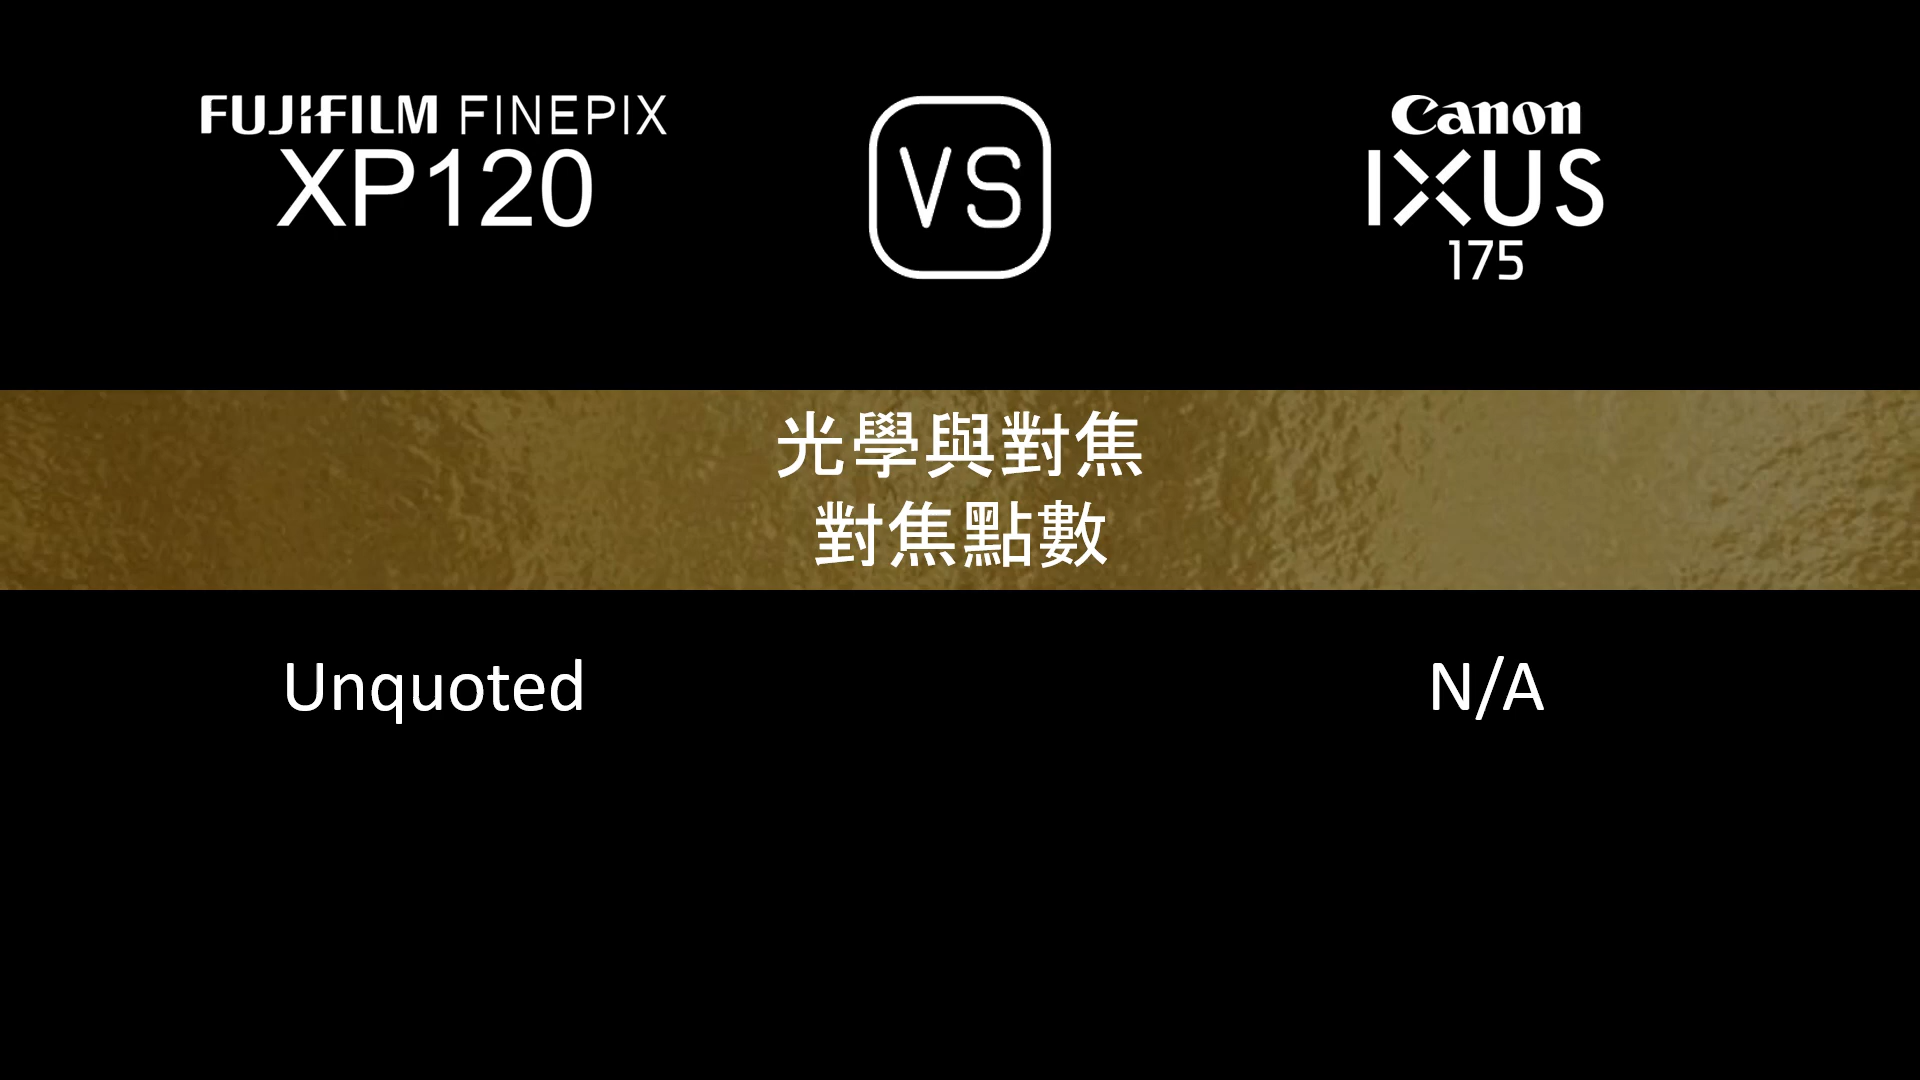 FUJIFILM FINEPIX
XP120
VS
Canon
IXUS
175
光學與對焦
對焦點數
Unquoted
N/A